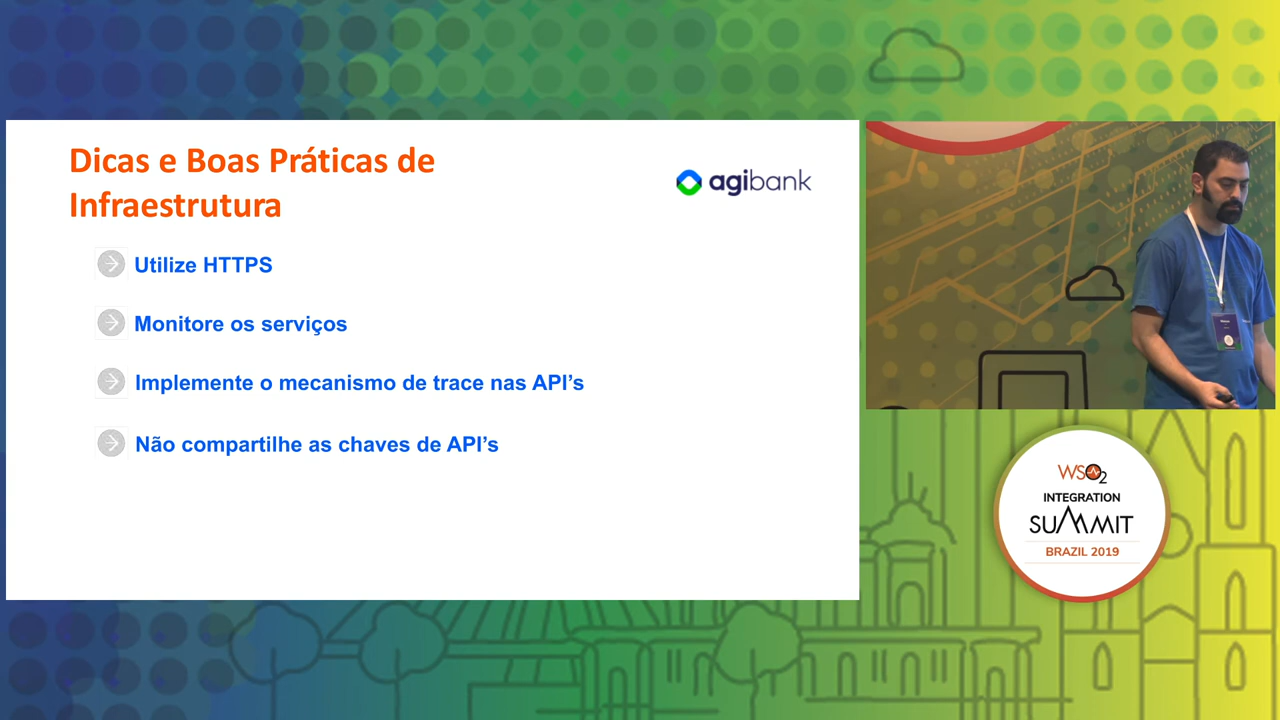 Dicas e Boas Práticas de
Infraestrutura
agibank
Utilize HTTPS
Monitore os serviços
Implemente o mecanismo de trace nas API's
Não compartilhe as chaves de API's
WSO2
INTEGRATION
SUMMIT
BRAZIL 2019